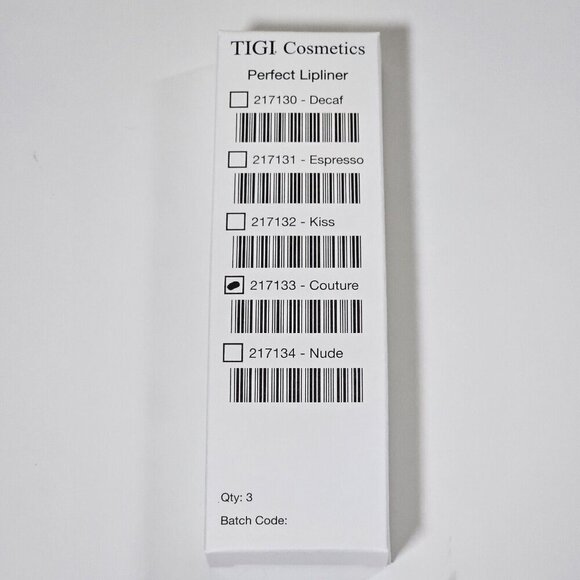 TIGI Cosmetics
Perfect Lipliner
217130 - Decaf
217131 - Espresso
217132 - Kiss
217133 - Couture
217134 - Nude
Qty: 3
Batch Code: